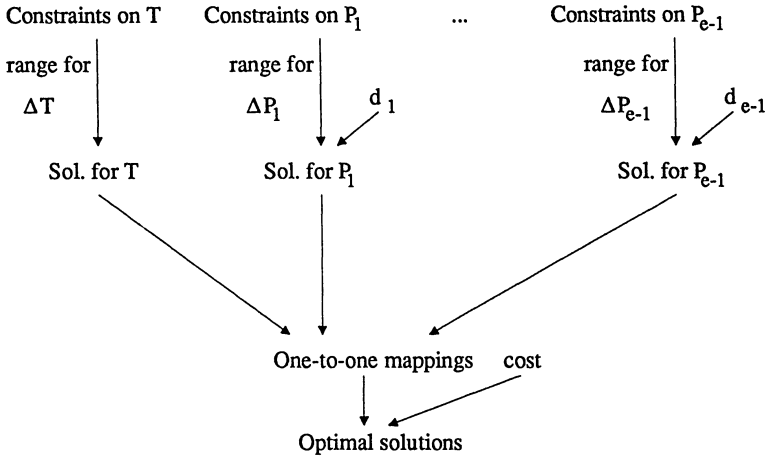 Constraints on T
Constraints on P1
...
Constraints on Pe-1
range for
ΔT
range for
ΔP1
d 1
range for
ΔPe-1
d e-1
Sol. for T
Sol. for P1
Sol. for Pe-1
One-to-one mappings
cost
Optimal solutions